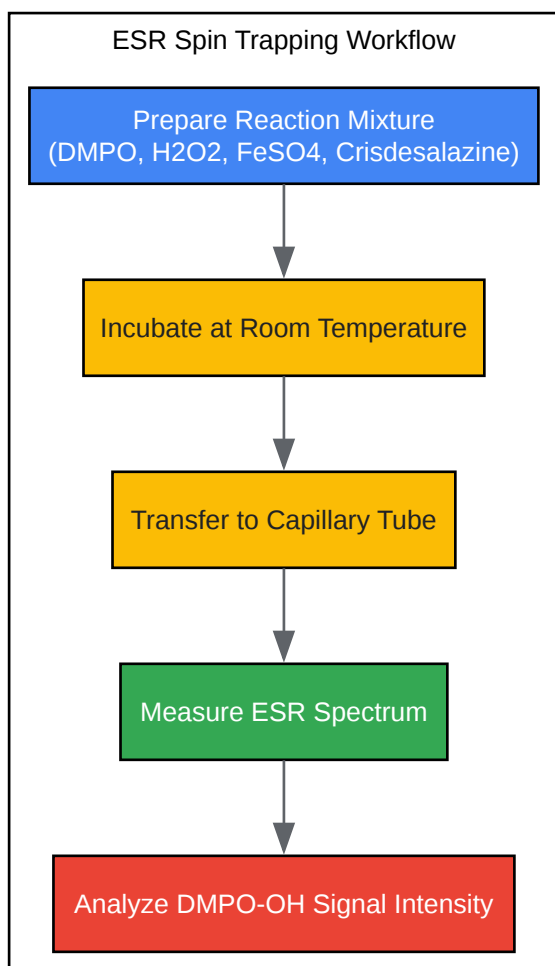 ESR Spin Trapping Workflow
Prepare Reaction Mixture
(DMPO, H2O2, FeSO4, Crisdesalazine)
Incubate at Room Temperature
Transfer to Capillary Tube
Measure ESR Spectrum
Analyze DMPO-OH Signal Intensity